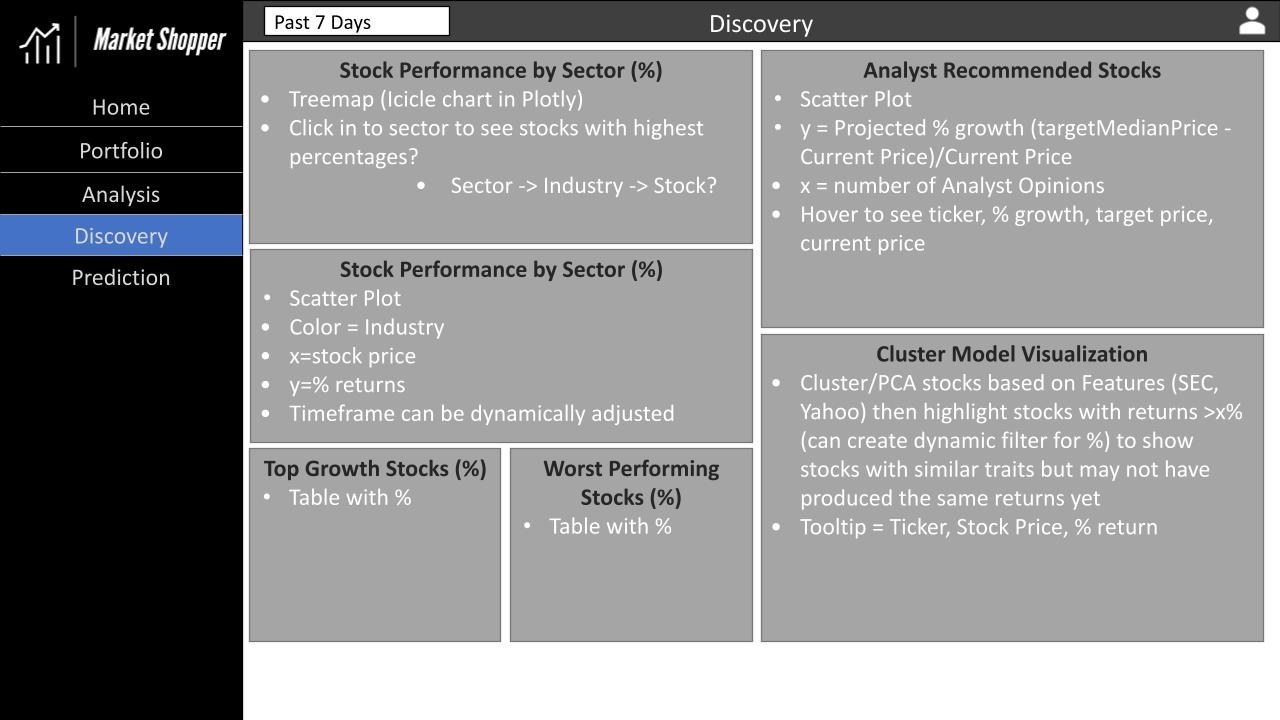 Market Shopper
Home
Portfolio
Analysis
Discovery
Prediction
Past 7 Days
Discovery
Stock Performance by Sector (%)
• Treemap (Icicle chart in Plotly)
• Click in to sector to see stocks with highest
percentages?
• Sector -> Industry -> Stock?
Stock Performance by Sector (%)
• Scatter Plot
• Color = Industry
• x=stock price
• y=% returns
• Timeframe can be dynamically adjusted
Top Growth Stocks (%)
• Table with %
Worst Performing
Stocks (%)
• Table with %
Analyst Recommended Stocks
• Scatter Plot
• y = Projected % growth (targetMedianPrice -
Current Price)/Current Price
• x = number of Analyst Opinions
• Hover to see ticker, % growth, target price,
current price
Cluster Model Visualization
• Cluster/PCA stocks based on Features (SEC,
Yahoo) then highlight stocks with returns >x%
(can create dynamic filter for %) to show
stocks with similar traits but may not have
produced the same returns yet
• Tooltip = Ticker, Stock Price, % return